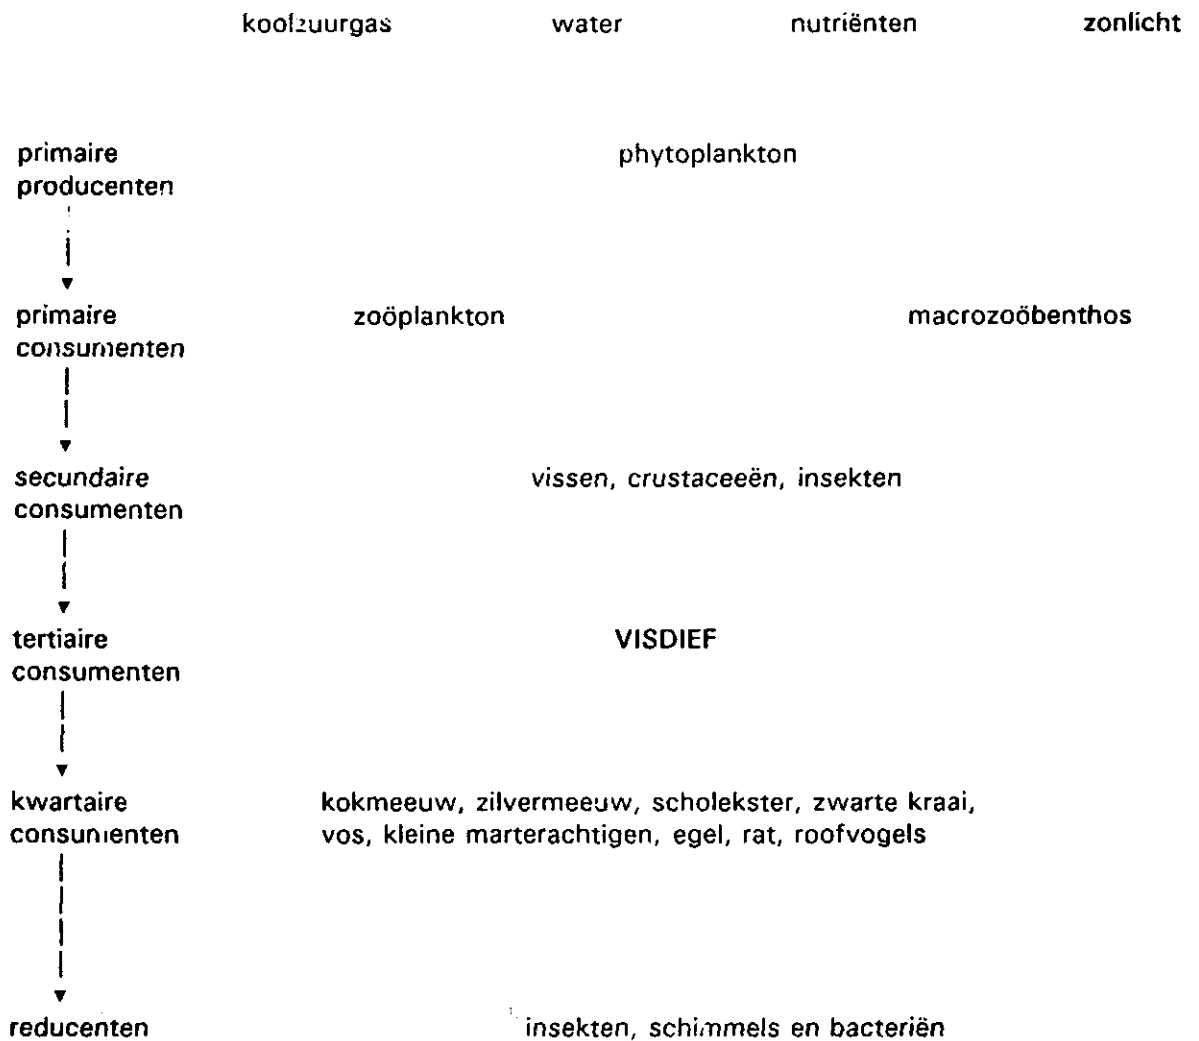 koolzuurgas water nutriënten zonlicht
primaire phytoplankton
producenten
primaire zoöplankton macrozoöbenthos
consumenten
secundaire vissen, crustaceeën, insekten
consumenten
tertiaire VISDIEF
consumenten
kwartaire kokmeeuw, zilvermeeuw, scholekster, zwarte kraai,
consumenten vos, kleine marterachtigen, egel, rat, roofvogels
reducenten insekten, schimmels en bacteriën